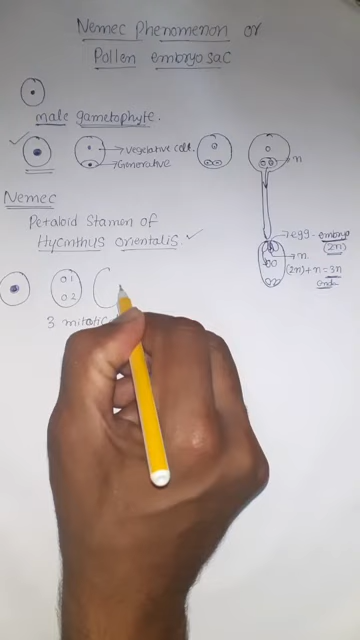 Nemec Phenomenon or
Pollen embryosac
male gametophyte.
Vegetative cell.
Generative
n
Nemec
Petaloid Stamen of
Hycinthus orientalis
egg - embryo
(2n)
n
(2n) + n = 3n
1
2
3 mitotic